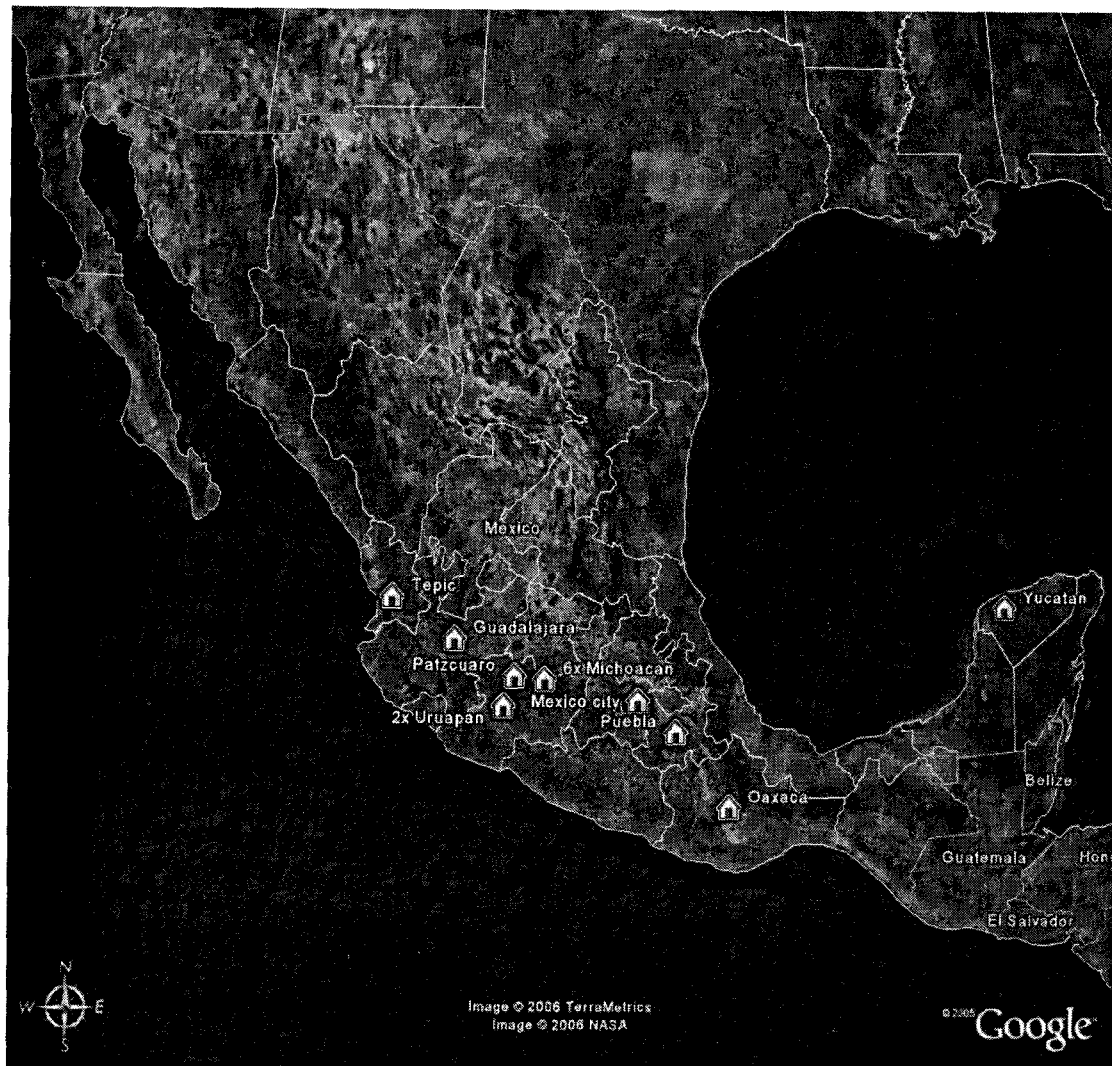 Mexico
Tepic
Yucatan
Guadalajara
Patzcuaro
6x Michoacan
Mexico city
2x Uruapan
Puebla
Belize
Oaxaca
Guatemala
Hon
El Salvador
N
W E
S
Image © 2006 TerraMetrics
Image © 2006 NASA
© 2005 Google™